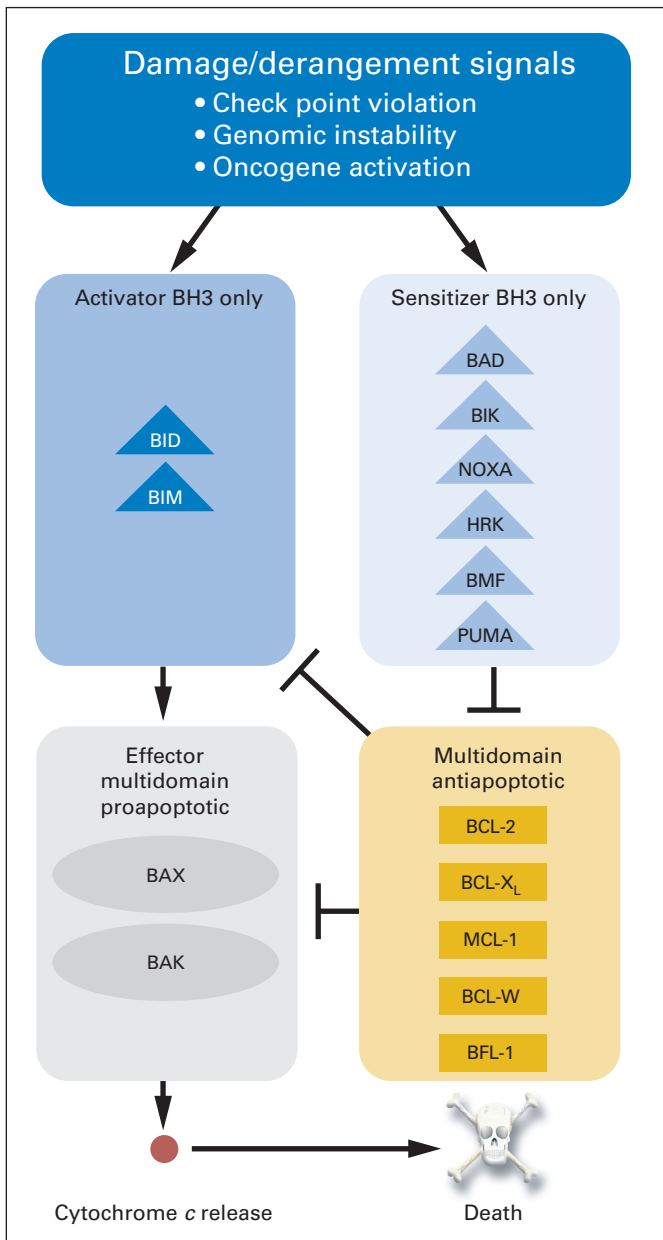 Damage/derangement signals
• Check point violation
• Genomic instability
• Oncogene activation
Activator BH3 only
BID
BIM
Sensitizer BH3 only
BAD
BIK
NOXA
HRK
BMF
PUMA
Effector
multidomain
proapoptotic
BAX
BAK
Multidomain
antiapoptotic
BCL-2
BCL-X_L
MCL-1
BCL-W
BFL-1
Cytochrome c release
Death